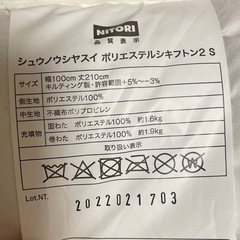 NITORI
品質表示
シュウノウシヤスイ ポリエステルシキフトン2 S
サイズ 幅100cm 丈210cm
キルティング製・許容範囲+5%~-3%
側生地 ポリエステル100%
中生地 不織布ポリプロピレン
充填物 固わた ポリエステル100% 約1.6kg
巻わた ポリエステル100% 約1.9kg
取り扱い表示
Lot.NT. 2022021703